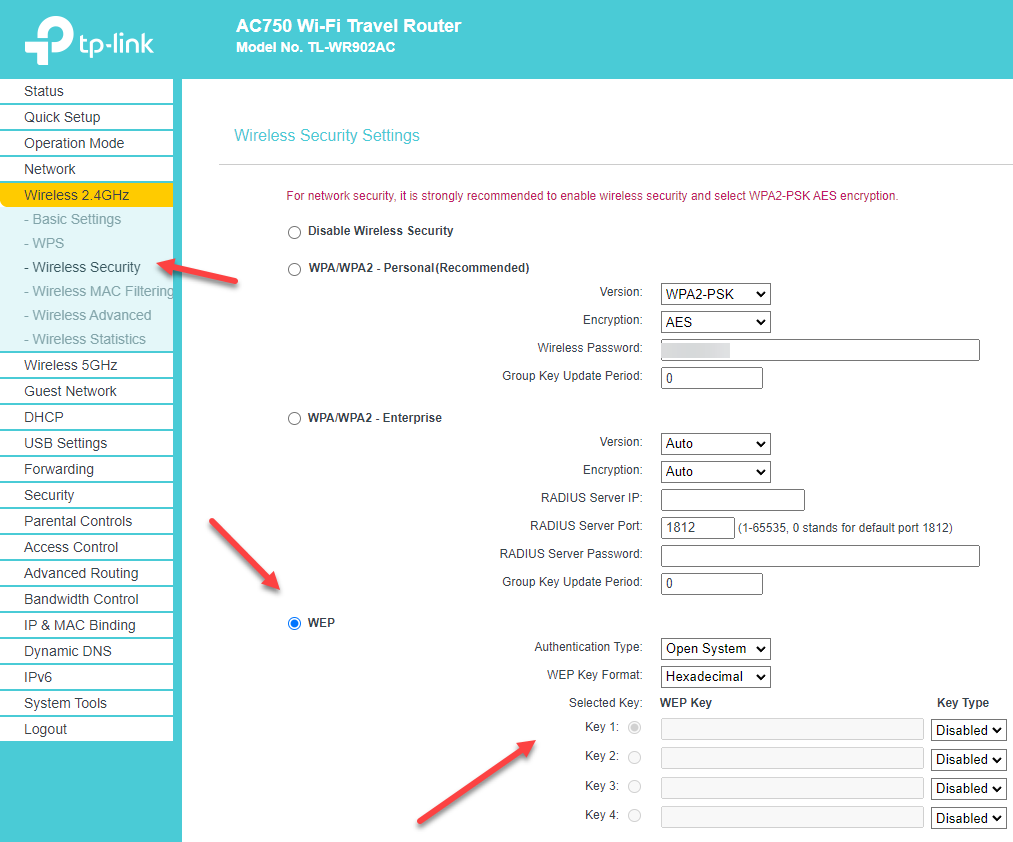 tp-link
AC750 Wi-Fi Travel Router
Model No. TL-WR902AC
Status
Quick Setup
Operation Mode
Network
Wireless 2.4GHz
- Basic Settings
- WPS
- Wireless Security
- Wireless MAC Filtering
- Wireless Advanced
- Wireless Statistics
Wireless 5GHz
Guest Network
DHCP
USB Settings
Forwarding
Security
Parental Controls
Access Control
Advanced Routing
Bandwidth Control
IP & MAC Binding
Dynamic DNS
IPv6
System Tools
Logout
Wireless Security Settings
For network security, it is strongly recommended to enable wireless security and select WPA2-PSK AES encryption.
Disable Wireless Security
WPA/WPA2 - Personal(Recommended)
Version: WPA2-PSK
Encryption: AES
Wireless Password:
Group Key Update Period: 0
WPA/WPA2 - Enterprise
Version: Auto
Encryption: Auto
RADIUS Server IP:
RADIUS Server Port: 1812 (1-65535, 0 stands for default port 1812)
RADIUS Server Password:
Group Key Update Period: 0
WEP
Authentication Type: Open System
WEP Key Format: Hexadecimal
Selected Key: WEP Key Key Type
Key 1: Disabled
Key 2: Disabled
Key 3: Disabled
Key 4: Disabled